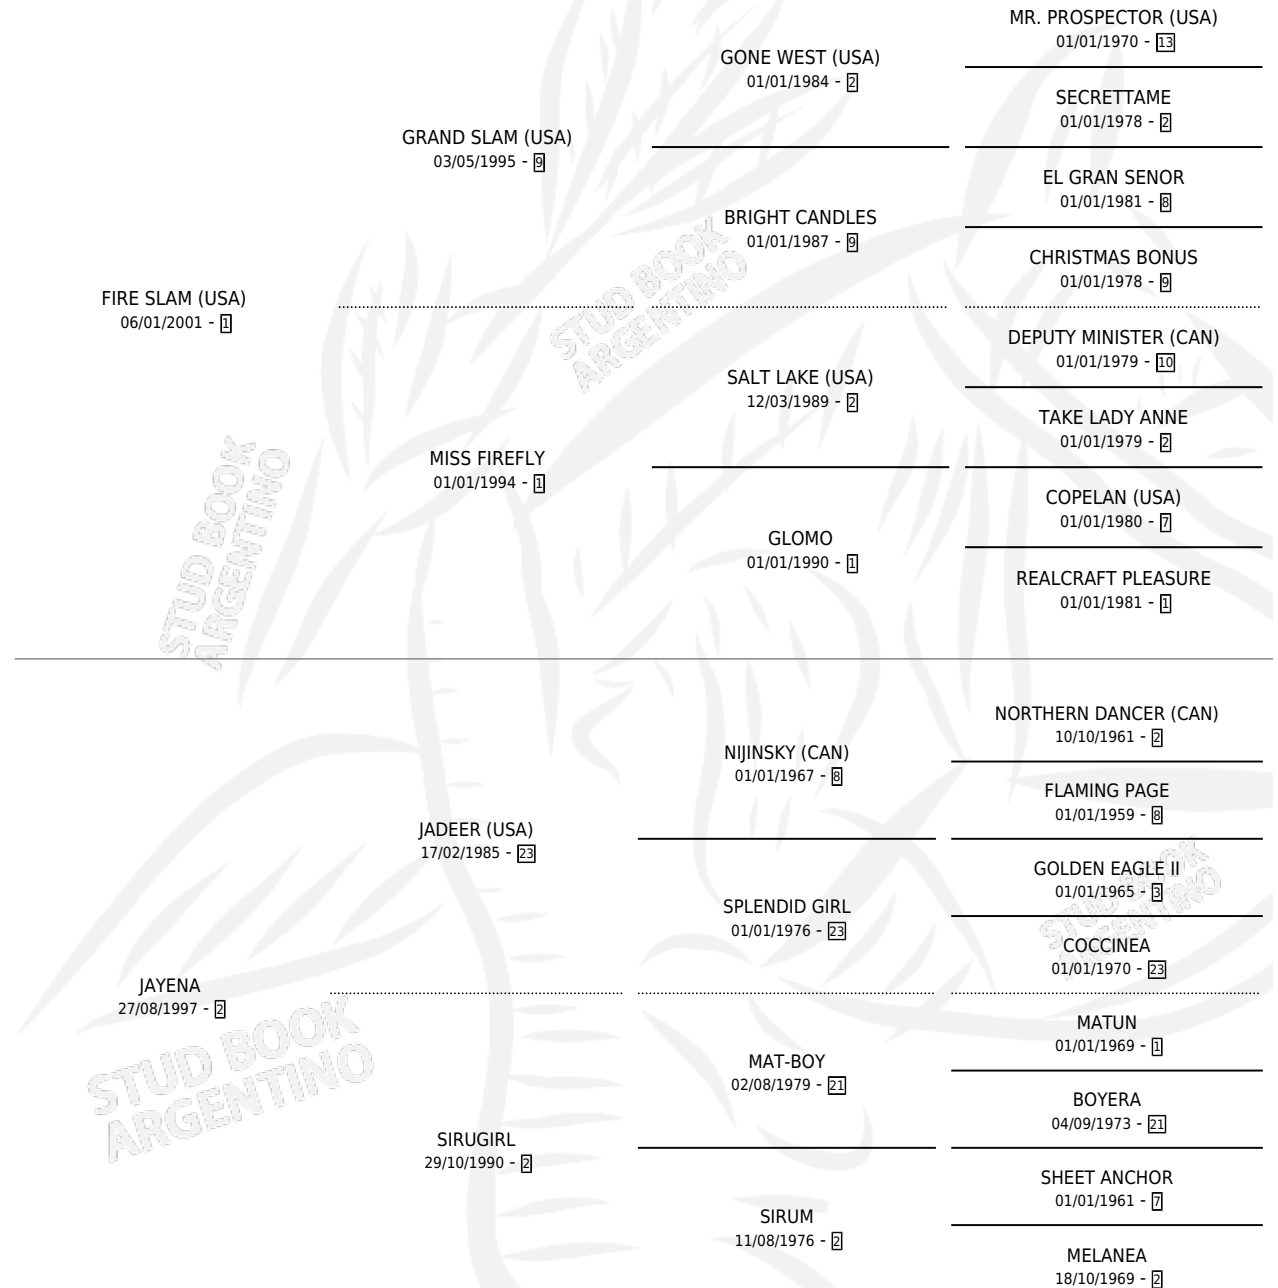 MR. PROSPECTOR (USA)
01/01/1970 - 13
GONE WEST (USA)
01/01/1984 - 2
SECRETTAME
01/01/1978 - 2
GRAND SLAM (USA)
03/05/1995 - 9
EL GRAN SENOR
01/01/1981 - 8
BRIGHT CANDLES
01/01/1987 - 9
CHRISTMAS BONUS
01/01/1978 - 9
FIRE SLAM (USA)
06/01/2001 - 1
STUD BOOK
ARGENTINO
DEPUTY MINISTER (CAN)
01/01/1979 - 10
SALT LAKE (USA)
12/03/1989 - 2
TAKE LADY ANNE
01/01/1979 - 2
MISS FIREFLY
01/01/1994 - 1
COPELAN (USA)
01/01/1980 - 7
GLOMO
01/01/1990 - 1
REALCRAFT PLEASURE
01/01/1981 - 1
STUD BOOK
ARGENTINO
NORTHERN DANCER (CAN)
10/10/1961 - 2
NIJINSKY (CAN)
01/01/1967 - 8
FLAMING PAGE
01/01/1959 - 8
JADEER (USA)
17/02/1985 - 23
GOLDEN EAGLE II
01/01/1965 - 3
SPLENDID GIRL
01/01/1976 - 23
STUD BOOK
ARGENTINO
COCCINEA
01/01/1970 - 23
JAYENA
27/08/1997 - 2
STUD BOOK
ARGENTINO
MATUN
01/01/1969 - 1
MAT-BOY
02/08/1979 - 21
BOYERA
04/09/1973 - 21
SIRUGIRL
29/10/1990 - 2
SHEET ANCHOR
01/01/1961 - 7
SIRUM
11/08/1976 - 2
MELANEA
18/10/1969 - 2